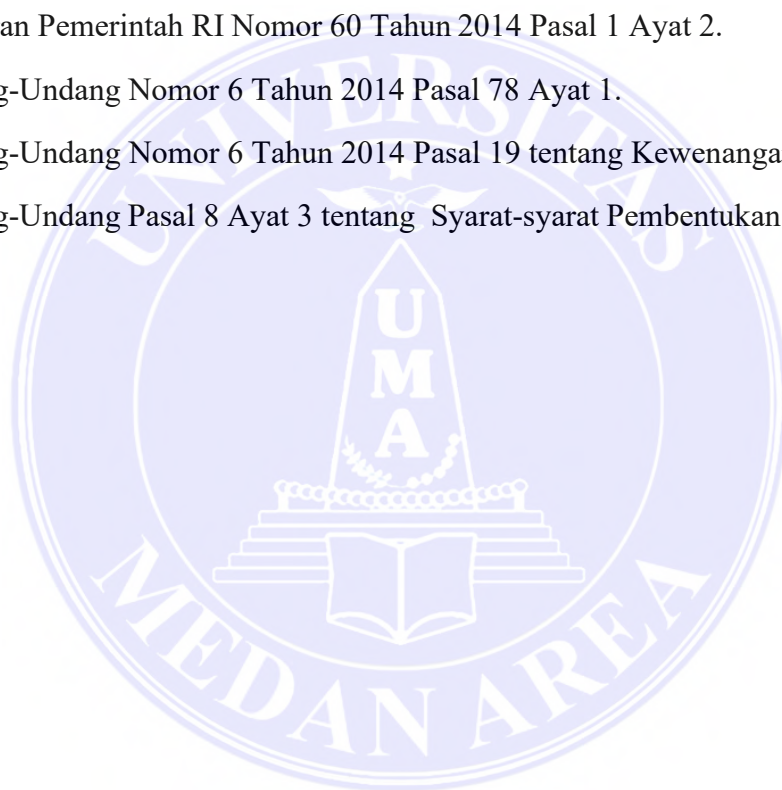 an Pemerintah RI Nomor 60 Tahun 2014 Pasal 1 Ayat 2.
g-Undang Nomor 6 Tahun 2014 Pasal 78 Ayat 1.
g-Undang Nomor 6 Tahun 2014 Pasal 19 tentang Kewenanga
g-Undang Pasal 8 Ayat 3 tentang Syarat-syarat Pembentukan
UNIVERSITAS
U
M
A
MEDAN AREA